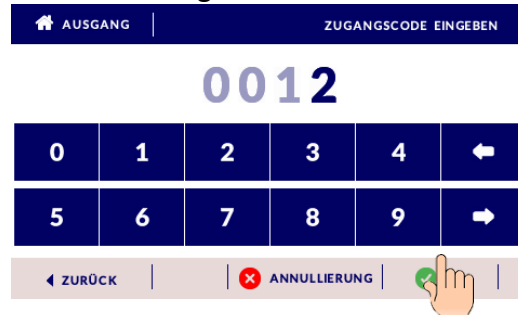 AUSGANG ZUGANGSCODE EINGEBEN
0012
0 1 2 3 4
5 6 7 8 9
ZURÜCK ANNULLIERUNG